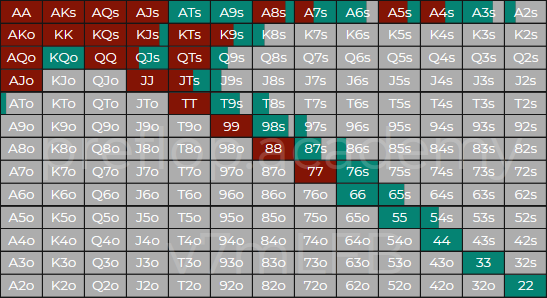 AA AKs AQs AJs ATs A9s A8s A7s A6s A5s A4s A3s A2s
AKo KK KQs KJs KTs K9s K8s K7s K6s K5s K4s K3s K2s
AQo KQo QQ QJs QTs Q9s Q8s Q7s Q6s Q5s Q4s Q3s Q2s
AJo KJo QJo JJ JTs J9s J8s J7s J6s J5s J4s J3s J2s
ATo KTo QTo JTo TT T9s T8s T7s T6s T5s T4s T3s T2s
A9o K9o Q9o J9o T9o 99 98s 97s 96s 95s 94s 93s 92s
A8o K8o Q8o J8o T8o 98o 88 87s 86s 85s 84s 83s 82s
preflop.academy
A7o K7o Q7o J7o T7o 97o 87o 77 76s 75s 74s 73s 72s
A6o K6o Q6o J6o T6o 96o 86o 76o 66 65s 64s 63s 62s
A5o K5o Q5o J5o T5o 95o 85o 75o 65o 55 54s 53s 52s
A4o K4o Q4o J4o T4o 94o 84o 74o 64o 54o 44 43s 42s
A3o K3o Q3o J3o T3o 93o 83o 73o 63o 53o 43o 33 32s
A2o K2o Q2o J2o T2o 92o 82o 72o 62o 52o 42o 32o 22